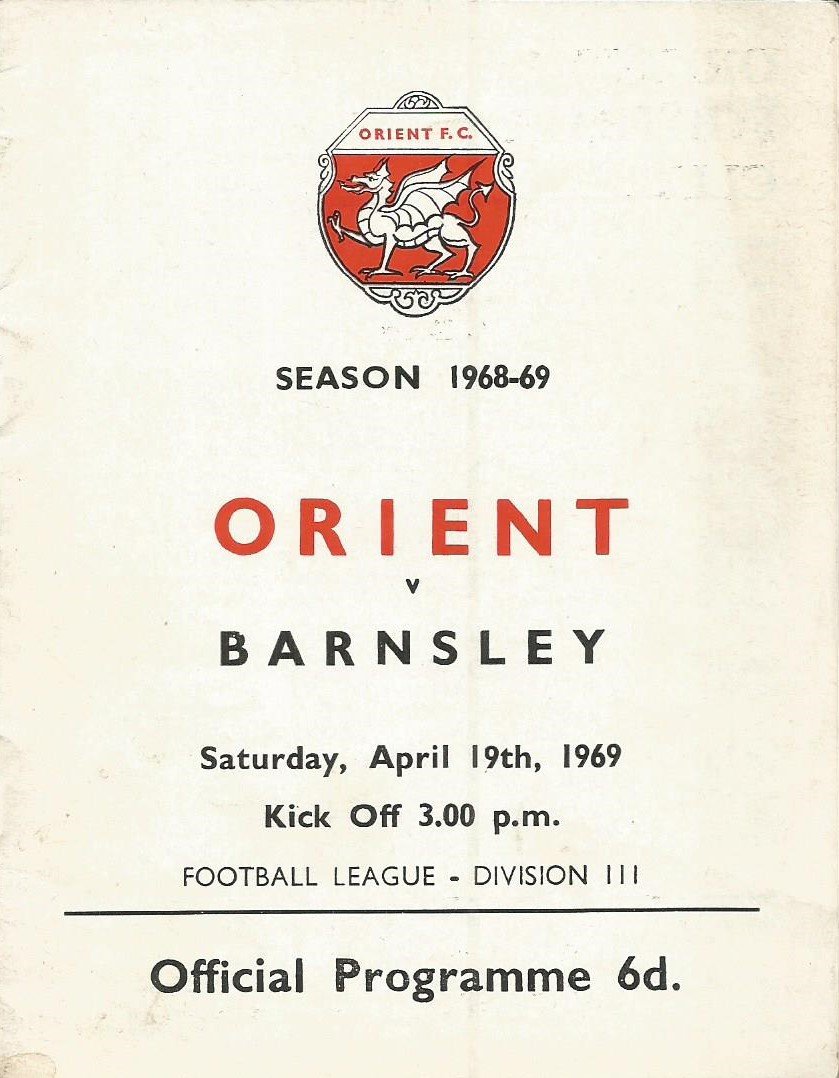 ORIENT F.C.
SEASON 1968-69
ORIENT
v
BARNSLEY
Saturday, April 19th, 1969
Kick Off 3.00 p.m.
FOOTBALL LEAGUE - DIVISION III
Official Programme 6d.